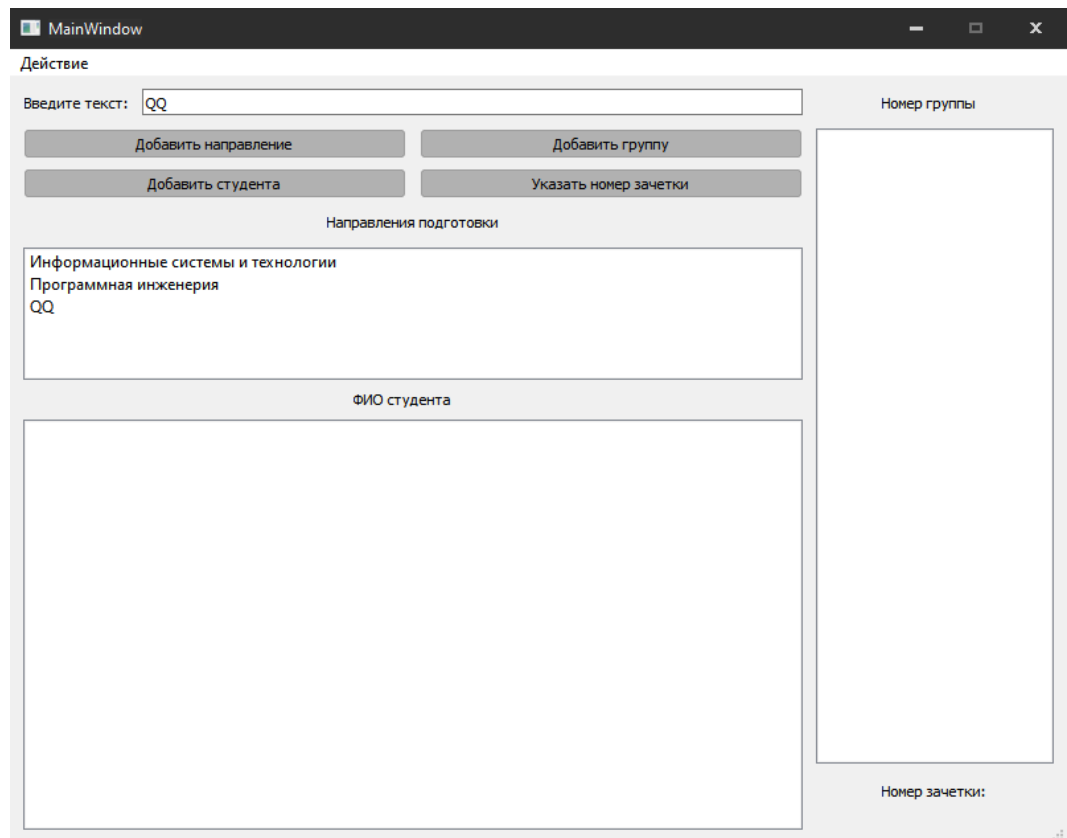 MainWindow
Действие
Введите текст: QQ
Номер группы
Добавить направление Добавить группу
Добавить студента Указать номер зачетки
Направления подготовки
Информационные системы и технологии
Программная инженерия
QQ
ФИО студента
Номер зачетки: